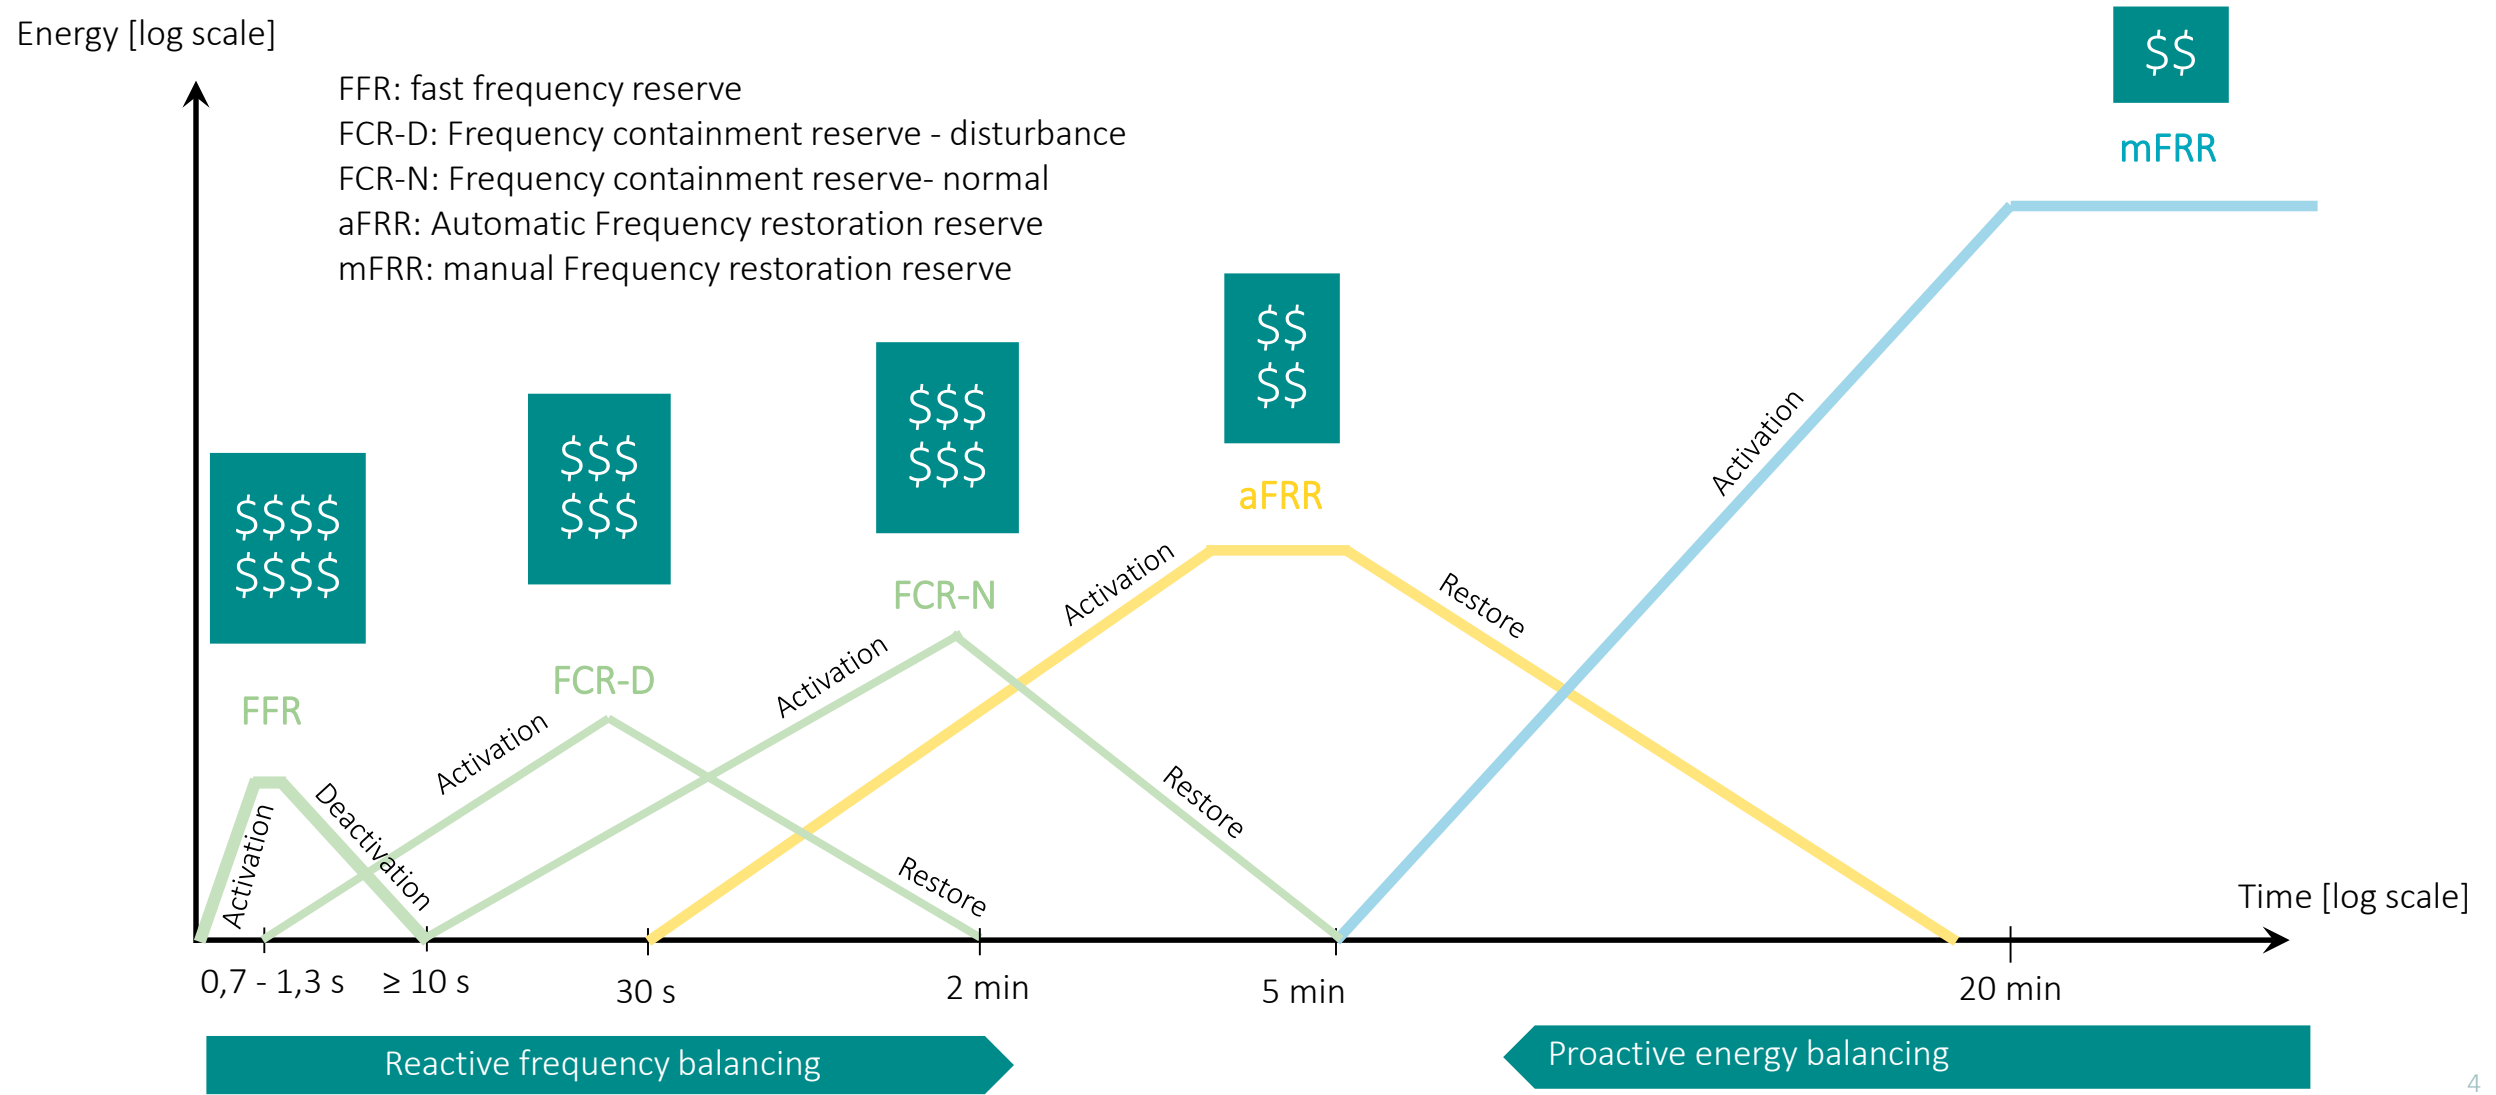 Energy [log scale]
FFR: fast frequency reserve
FCR-D: Frequency containment reserve - disturbance
FCR-N: Frequency containment reserve- normal
aFRR: Automatic Frequency restoration reserve
mFRR: manual Frequency restoration reserve
$$$$
$$$$
FFR
Activation
Deactivation
$$$
$$$
FCR-D
Activation
Restore
$$$
$$$
FCR-N
Activation
Restore
$$
$$
aFRR
Activation
Restore
$$
mFRR
Activation
Time [log scale]
0,7 - 1,3 s
≥ 10 s
30 s
2 min
5 min
20 min
Reactive frequency balancing
Proactive energy balancing
4